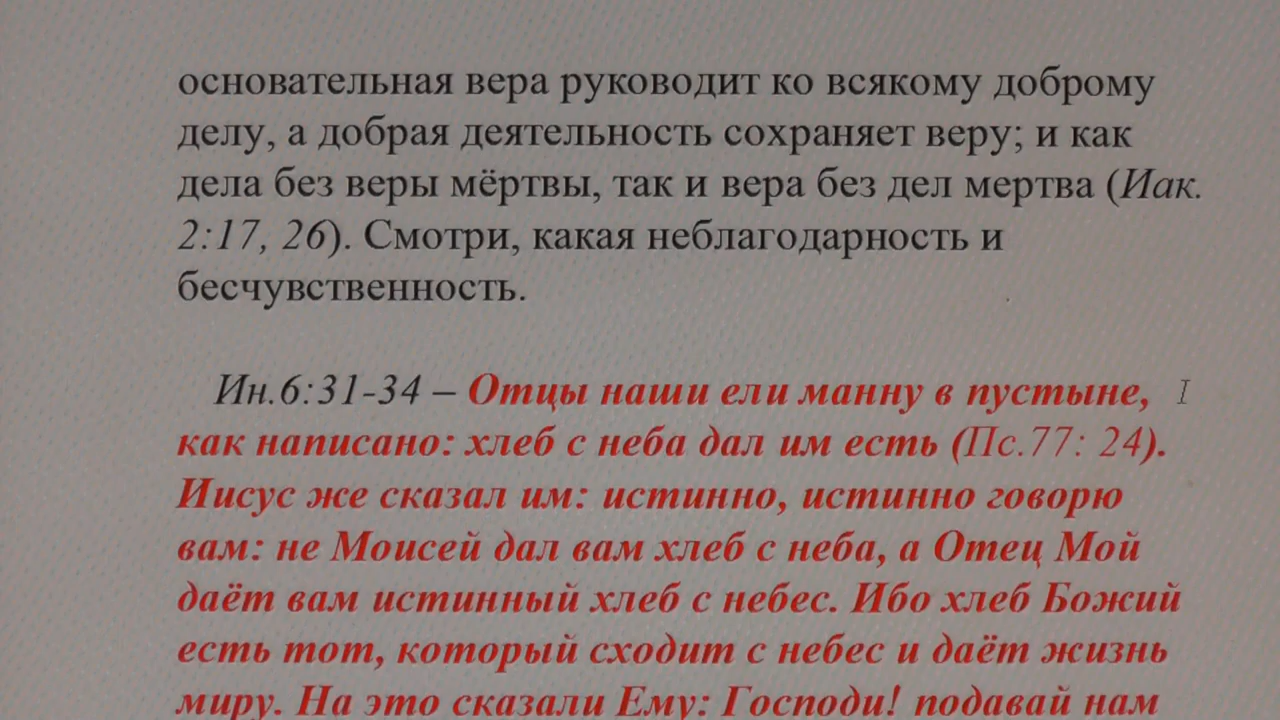 основательная вера руководит ко всякому доброму
делу, а добрая деятельность сохраняет веру; и как
дела без веры мёртвы, так и вера без дел мертва (Иак.
2:17, 26). Смотри, какая неблагодарность и
бесчувственность.
Ин.6:31-34 – Отцы наши ели манну в пустыне,
как написано: хлеб с неба дал им есть (Пс.77: 24).
Иисус же сказал им: истинно, истинно говорю
вам: не Моисей дал вам хлеб с неба, а Отец Мой
даёт вам истинный хлеб с небес. Ибо хлеб Божий
есть тот, который сходит с небес и даёт жизнь
миру. На это сказали Ему: Господи! подавай нам